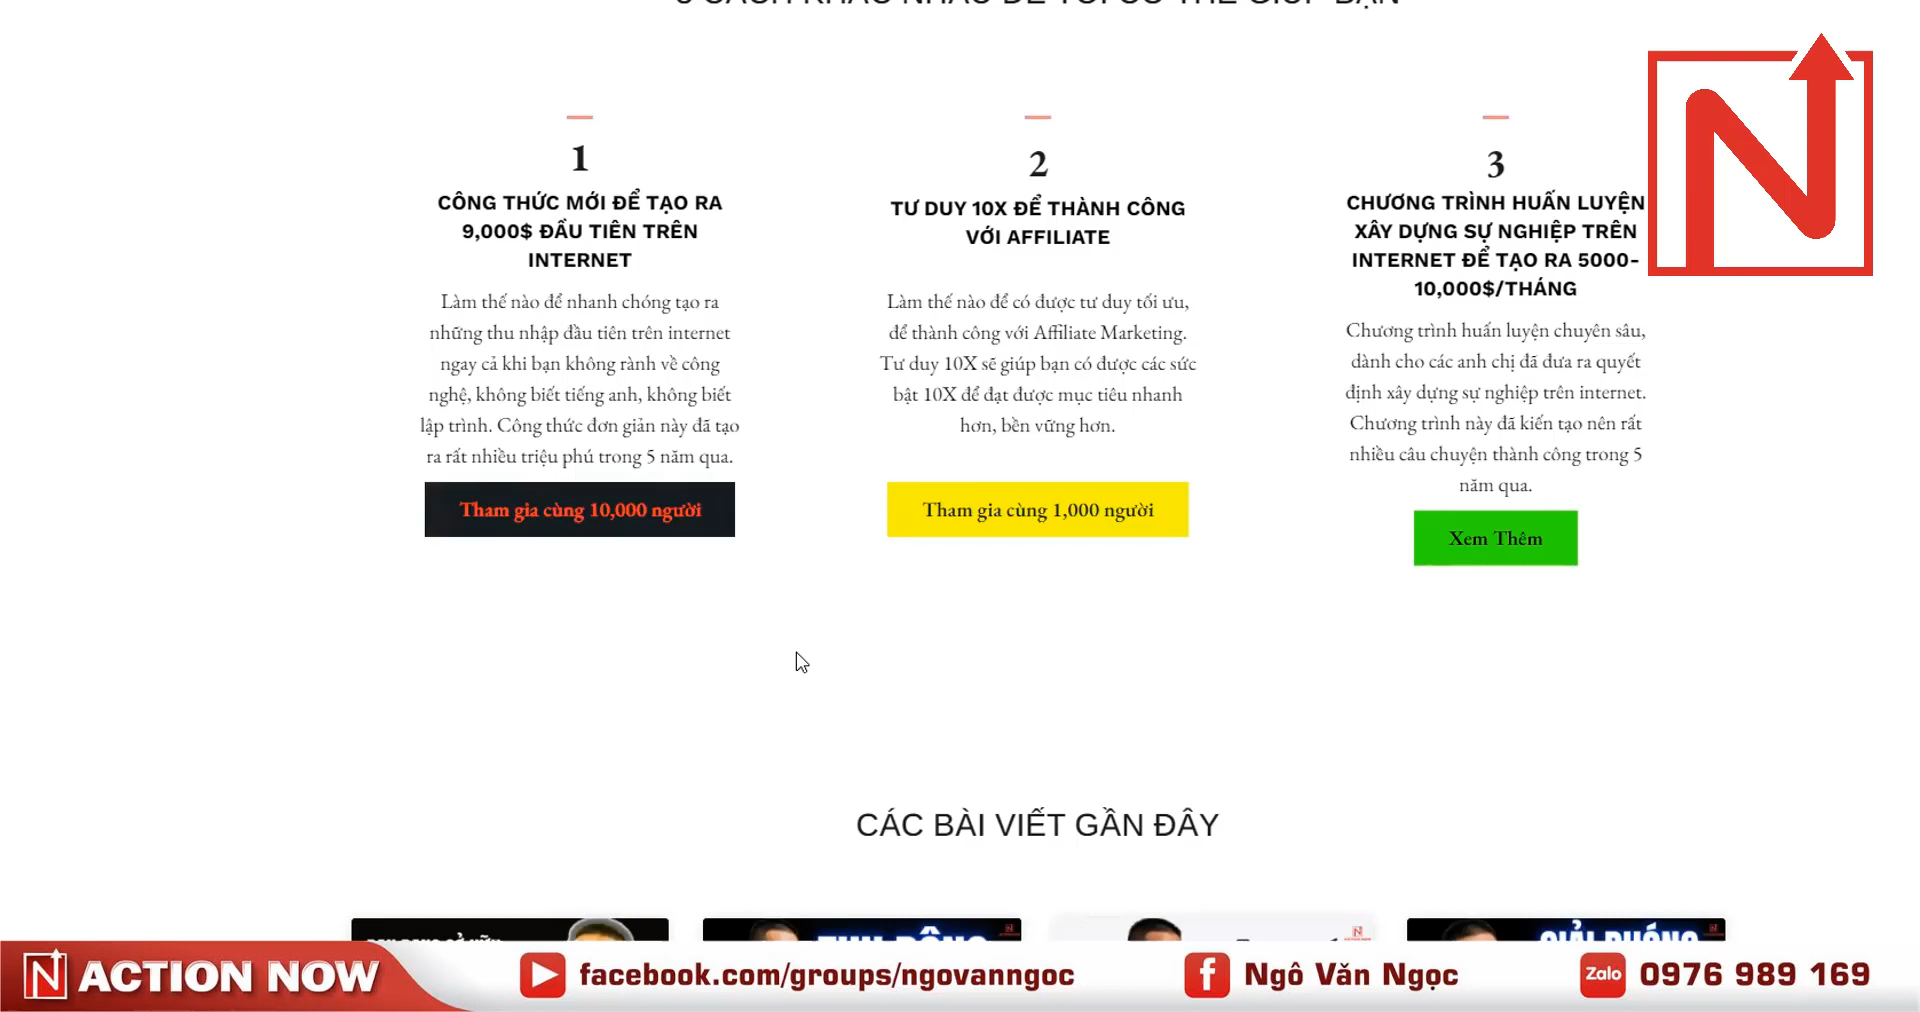 3 CÁCH KHÁC NHAU ĐỂ TÔI CÓ THỂ GIÚP BẠN
1
CÔNG THỨC MỚI ĐỂ TẠO RA
9,000$ ĐẦU TIÊN TRÊN
INTERNET
Làm thế nào để nhanh chóng tạo ra
những thu nhập đầu tiên trên internet
ngay cả khi bạn không rành về công
nghệ, không biết tiếng anh, không biết
lập trình. Công thức đơn giản này đã tạo
ra rất nhiều triệu phú trong 5 năm qua.
Tham gia cùng 10,000 người
2
TƯ DUY 10X ĐỂ THÀNH CÔNG
VỚI AFFILIATE
Làm thế nào để có được tư duy tối ưu,
để thành công với Affiliate Marketing.
Tư duy 10X sẽ giúp bạn có được các sức
bật 10X để đạt được mục tiêu nhanh
hơn, bền vững hơn.
Tham gia cùng 1,000 người
3
CHƯƠNG TRÌNH HUẤN LUYỆN
XÂY DỰNG SỰ NGHIỆP TRÊN
INTERNET ĐỂ TẠO RA 5000-
10,000$/THÁNG
Chương trình huấn luyện chuyên sâu,
dành cho các anh chị đã đưa ra quyết
định xây dựng sự nghiệp trên internet.
Chương trình này đã kiến tạo nên rất
nhiều câu chuyện thành công trong 5
năm qua.
Xem Thêm
CÁC BÀI VIẾT GẦN ĐÂY
ACTION NOW
facebook.com/groups/ngovanngoc
Ngô Văn Ngọc
Zalo
0976 989 169